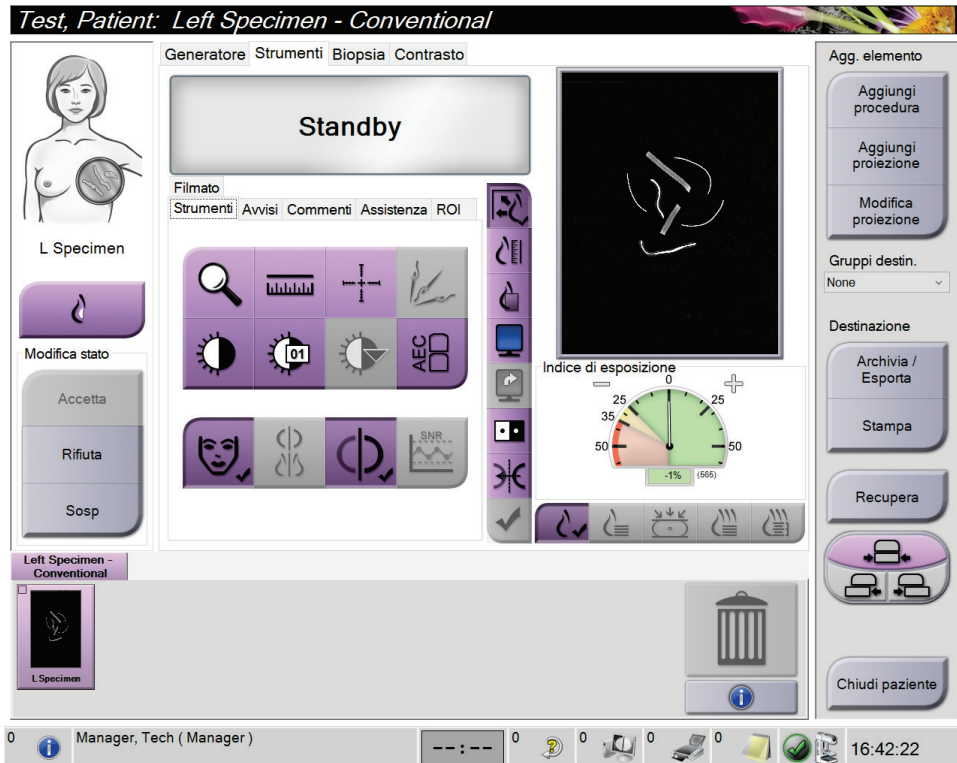 Test, Patient: Left Specimen - Conventional
L Specimen
Modifica stato
Accetta
Rifiuta
Sosp
Generatore Strumenti Biopsia Contrasto
Standby
Filmato
Strumenti Avvisi Commenti Assistenza ROI
01
AEC
SNR
Indice di esposizione
0
25 25
35
50 50
-1% (565)
Agg. elemento
Aggiungi
procedura
Aggiungi
proiezione
Modifica
proiezione
Gruppi destin.
None
Destinazione
Archivia /
Esporta
Stampa
Recupera
Chiudi paziente
Left Specimen -
Conventional
L Specimen
0 Manager, Tech ( Manager ) --:-- 0 0 0 0 16:42:22